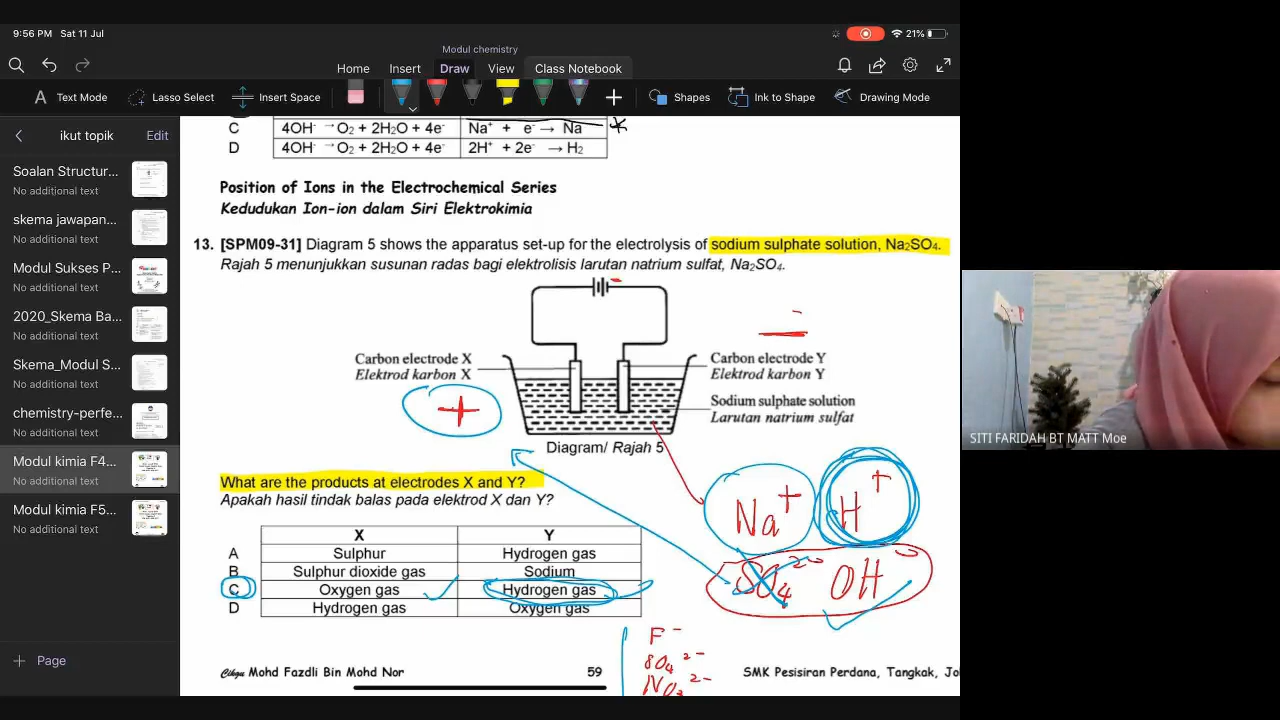 9:56 PM Sat 11 Jul
21%
Modul chemistry
Home Insert Draw View Class Notebook
Text Mode Lasso Select Insert Space Shapes Ink to Shape Drawing Mode
ikut topik Edit
Soalan Structur...
No additional text
skema jawapan...
No additional text
Modul Sukses P...
No additional text
2020_Skema Ba...
No additional text
Skema_Modul S...
No additional text
chemistry-perfe...
No additional text
Modul kimia F4...
No additional text
Modul kimia F5...
No additional text
+ Page
C 4OH⁻ → O₂ + 2H₂O + 4e⁻ Na⁺ + e⁻ → Na *
D 4OH⁻ → O₂ + 2H₂O + 4e⁻ 2H⁺ + 2e⁻ → H₂
Position of Ions in the Electrochemical Series
Kedudukan Ion-ion dalam Siri Elektrokimia
13. [SPM09-31] Diagram 5 shows the apparatus set-up for the electrolysis of sodium sulphate solution, Na₂SO₄.
Rajah 5 menunjukkan susunan radas bagi elektrolisis larutan natrium sulfat, Na₂SO₄.
Carbon electrode X
Elektrod karbon X
+
Carbon electrode Y
Elektrod karbon Y
Sodium sulphate solution
Larutan natrium sulfat
Diagram/ Rajah 5
Na⁺ H⁺
SO₄²⁻ OH⁻
What are the products at electrodes X and Y?
Apakah hasil tindak balas pada elektrod X dan Y?
X Y
A Sulphur Hydrogen gas
B Sulphur dioxide gas Sodium
C Oxygen gas Hydrogen gas
D Hydrogen gas Oxygen gas
F⁻
SO₄²⁻
NO₃²⁻
Cikgu Mohd Fazdli Bin Mohd Nor 59 SMK Pesisiran Perdana, Tangkak, Jo
SITI FARIDAH BT MATT Moe